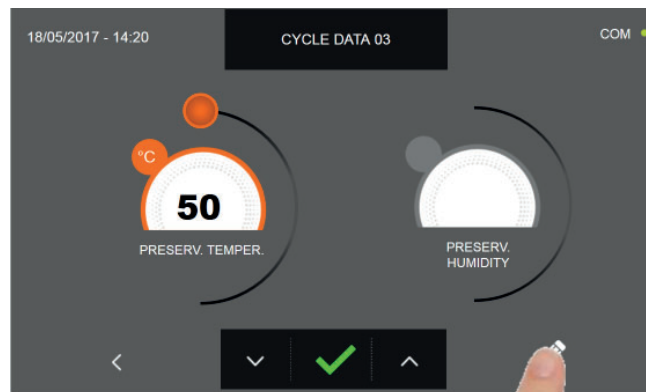 18/05/2017 - 14:20
CYCLE DATA 03
COM
°C
50
PRESERV. TEMPER.
PRESERV.
HUMIDITY